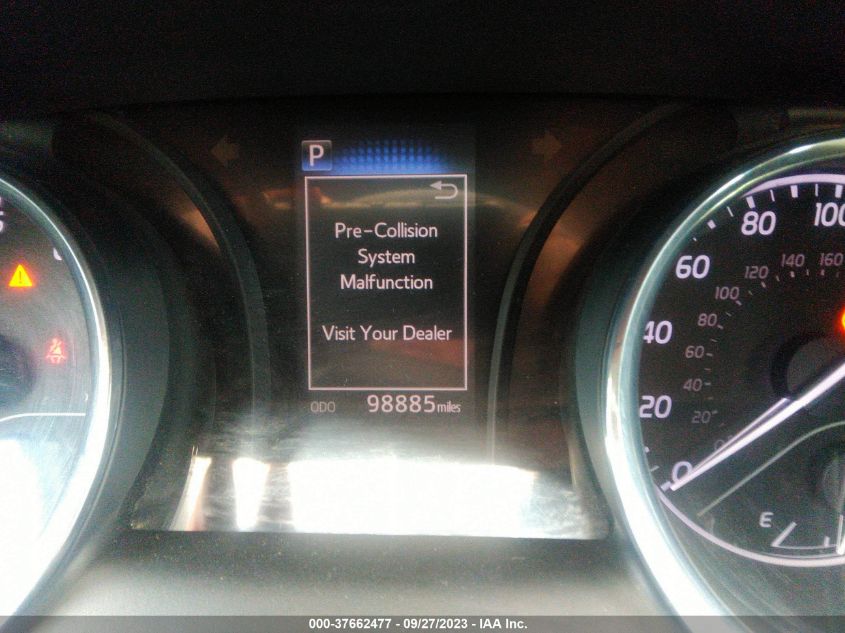 P
Pre-Collision
System
Malfunction
Visit Your Dealer
ODO 98885 miles
100
80
60
40
20
0
160
140
120
100
80
60
40
20
E
000-37662477 - 09/27/2023 - IAA Inc.